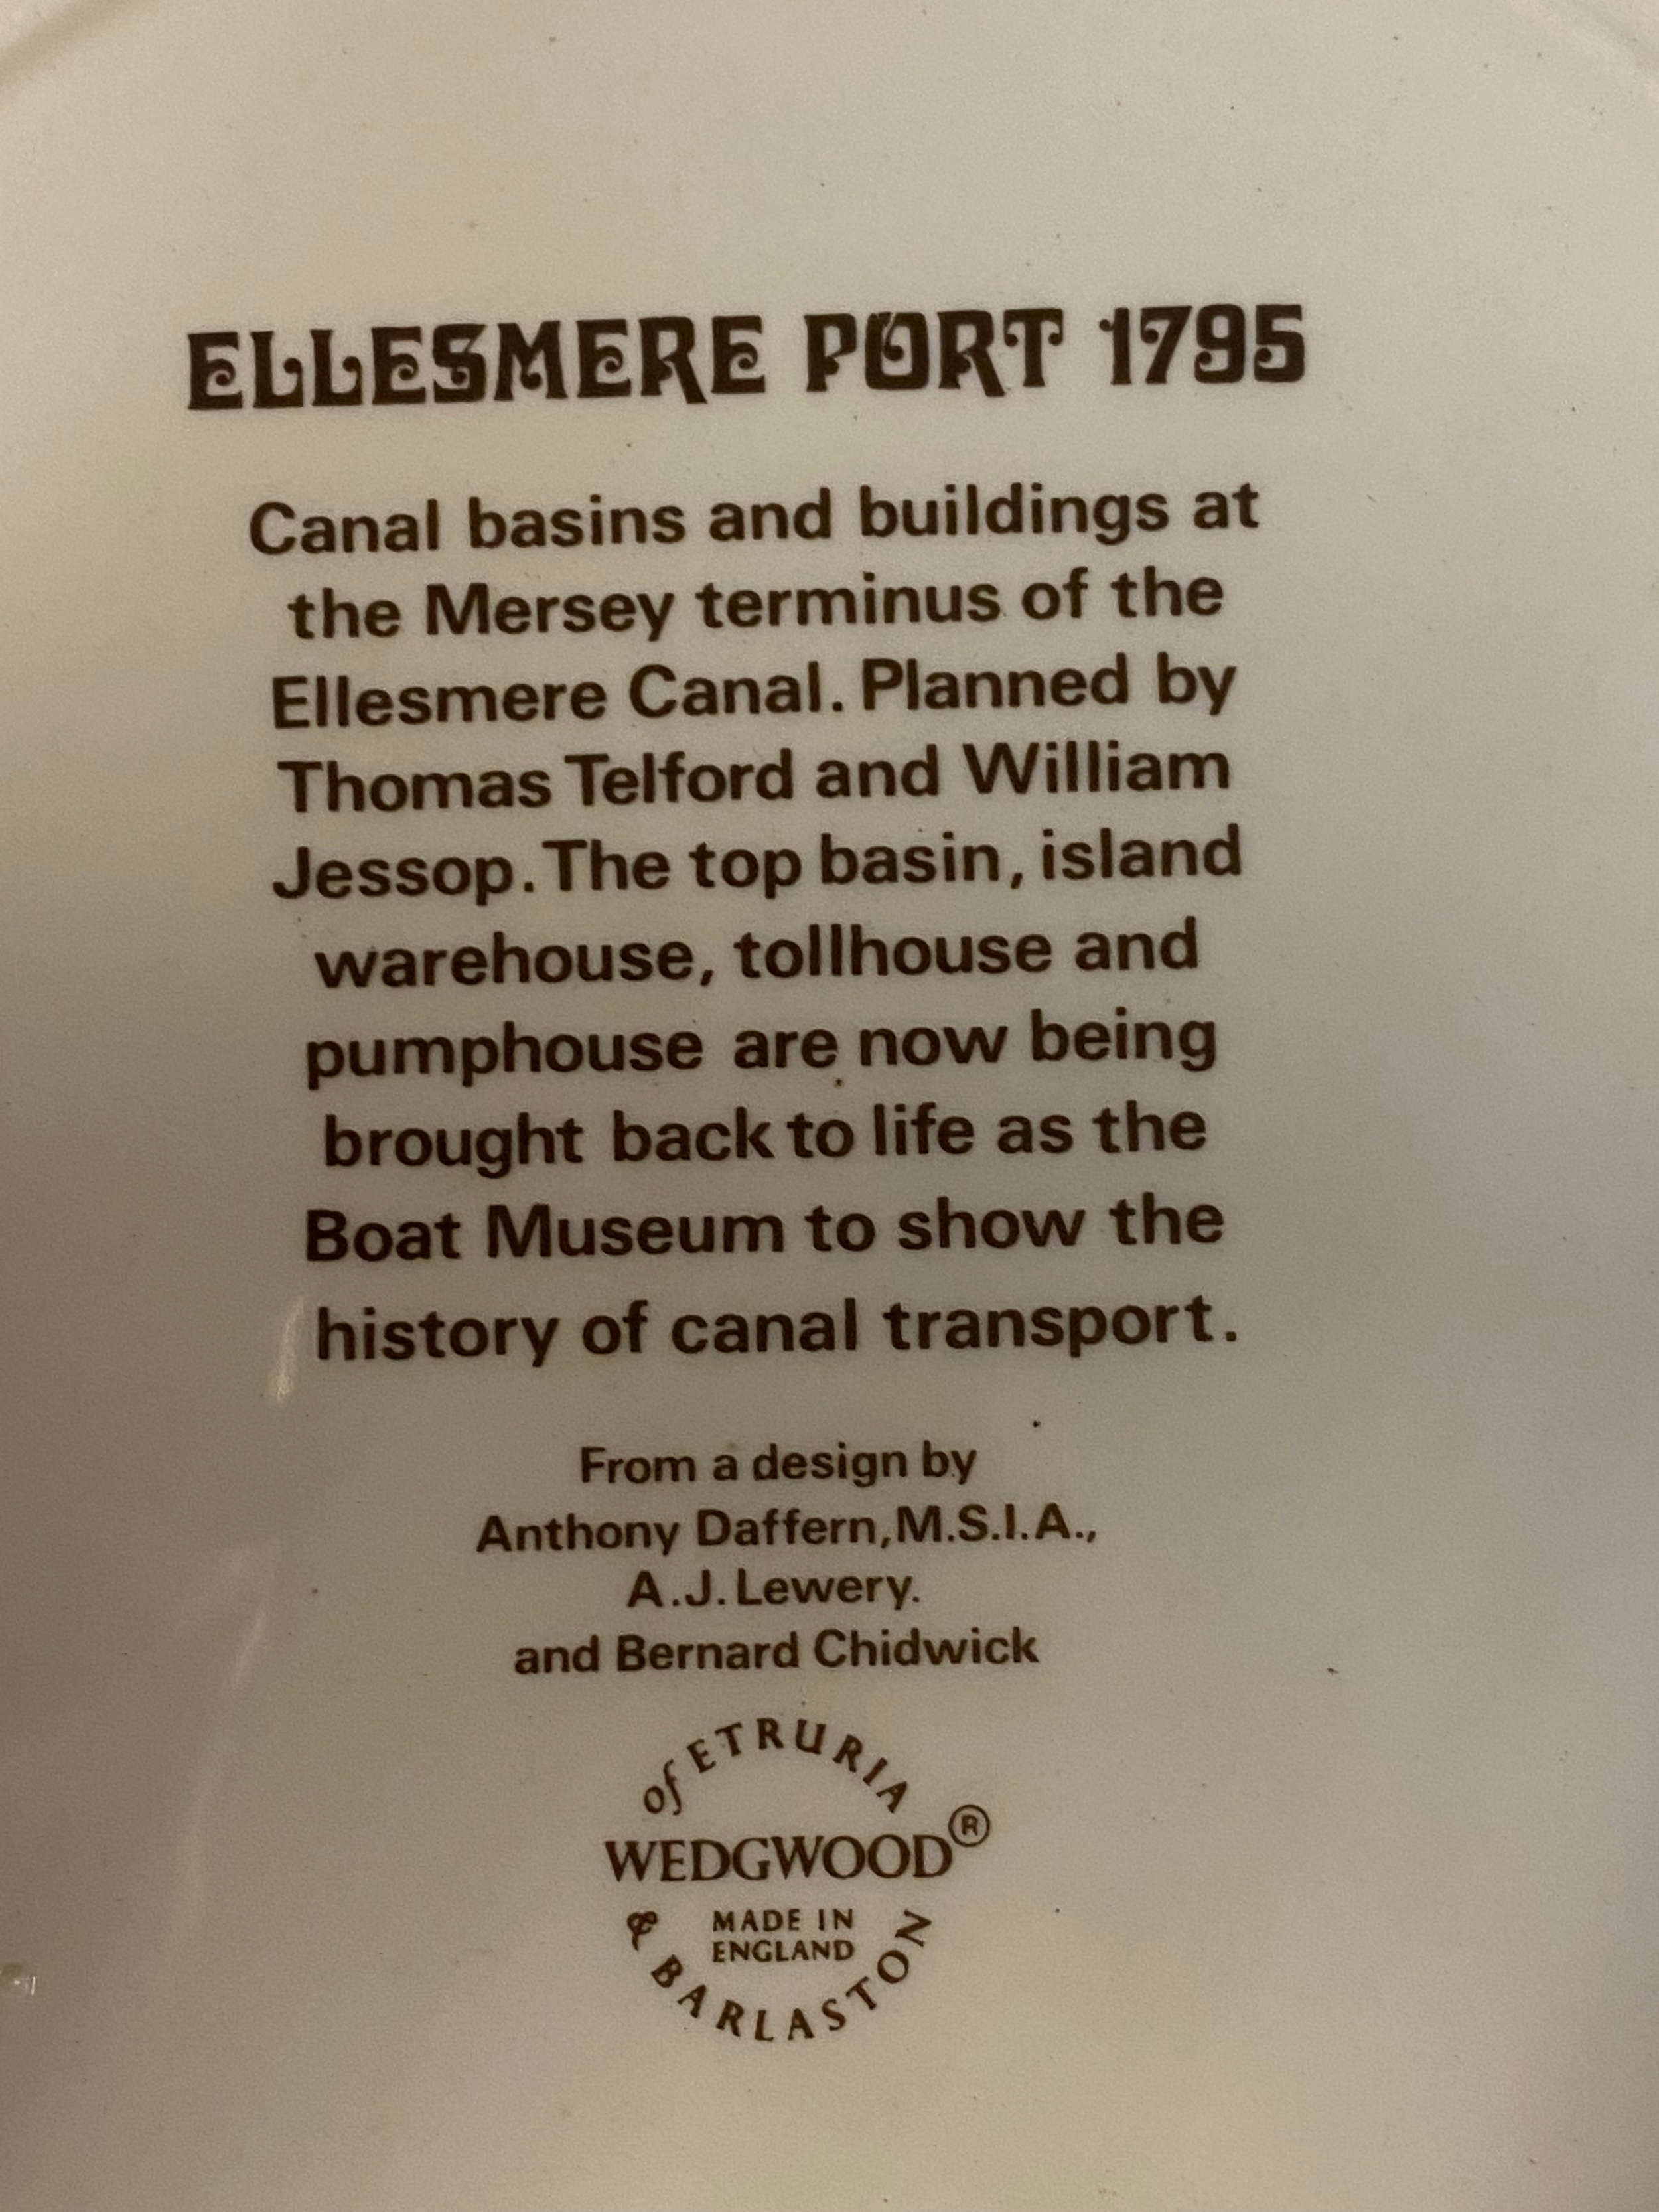 ELLESMERE PORT 1795
Canal basins and buildings at
the Mersey terminus of the
Ellesmere Canal. Planned by
Thomas Telford and William
Jessop. The top basin, island
warehouse, tollhouse and
pumphouse are now being
brought back to life as the
Boat Museum to show the
history of canal transport.
From a design by
Anthony Daffern, M.S.I.A.,
A.J. Lewery.
and Bernard Chidwick
of ETRURIA
WEDGWOOD®
MADE IN
ENGLAND
& BARLASTON